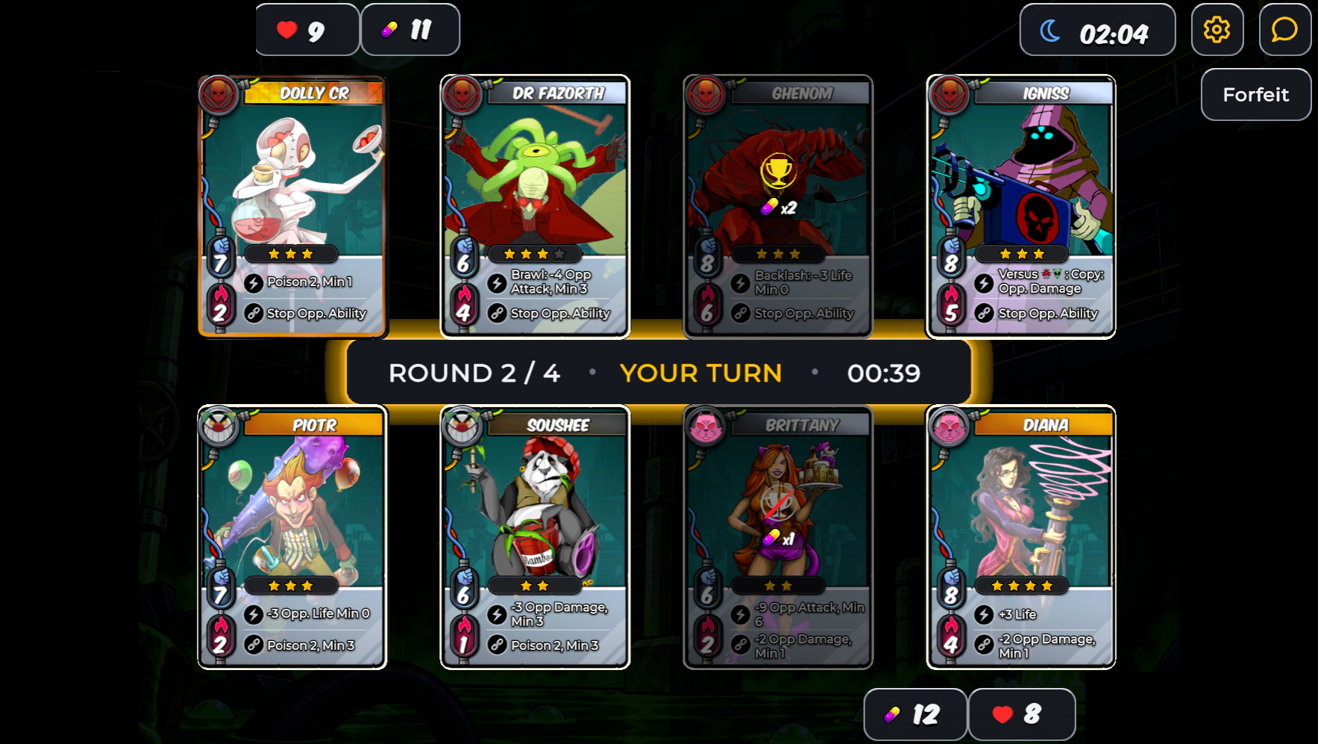 9
11
02:04
Forfeit
DOLLY CR
7
2
Poison 2, Min 1
Stop Opp. Ability
DR FAZORTH
6
4
Brawl: -4 Opp
Attack, Min 3
Stop Opp. Ability
GHENOM
x2
8
6
Backlash: -3 Life
Min 0
Stop Opp. Ability
IGNISS
8
5
Versus : Copy:
Opp. Damage
Stop Opp. Ability
ROUND 2 / 4 • YOUR TURN • 00:39
PIOTR
7
2
-3 Opp. Life Min 0
Poison 2, Min 3
SOUSHEE
Bamboo
6
1
-3 Opp Damage,
Min 3
Poison 2, Min 3
BRITTANY
x1
6
2
-9 Opp Attack, Min
6
-2 Opp Damage,
Min 1
DIANA
8
4
+3 Life
-2 Opp Damage,
Min 1
12
8